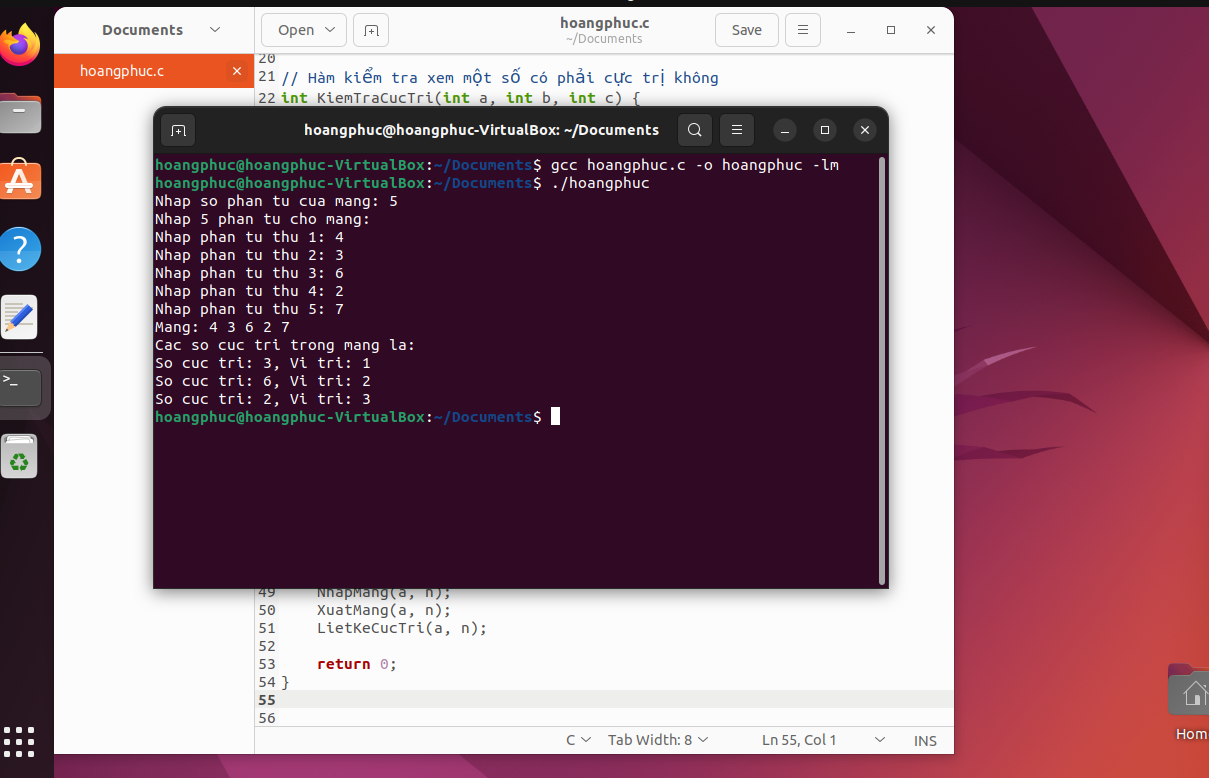 Documents
Open
hoangphuc.c
~/Documents
Save
hoangphuc.c
20
21 // Hàm kiểm tra xem một số có phải cực trị không
22 int KiemTraCucTri(int a, int b, int c) {
hoangphuc@hoangphuc-VirtualBox: ~/Documents
hoangphuc@hoangphuc-VirtualBox:~/Documents$ gcc hoangphuc.c -o hoangphuc -lm
hoangphuc@hoangphuc-VirtualBox:~/Documents$ ./hoangphuc
Nhap so phan tu cua mang: 5
Nhap 5 phan tu cho mang:
Nhap phan tu thu 1: 4
Nhap phan tu thu 2: 3
Nhap phan tu thu 3: 6
Nhap phan tu thu 4: 2
Nhap phan tu thu 5: 7
Mang: 4 3 6 2 7
Cac so cuc tri trong mang la:
So cuc tri: 3, Vi tri: 1
So cuc tri: 6, Vi tri: 2
So cuc tri: 2, Vi tri: 3
hoangphuc@hoangphuc-VirtualBox:~/Documents$
49 NhapMang(a, n);
50 XuatMang(a, n);
51 LietKeCucTri(a, n);
52
53 return 0;
54 }
55
56
C
Tab Width: 8
Ln 55, Col 1
INS
Hom